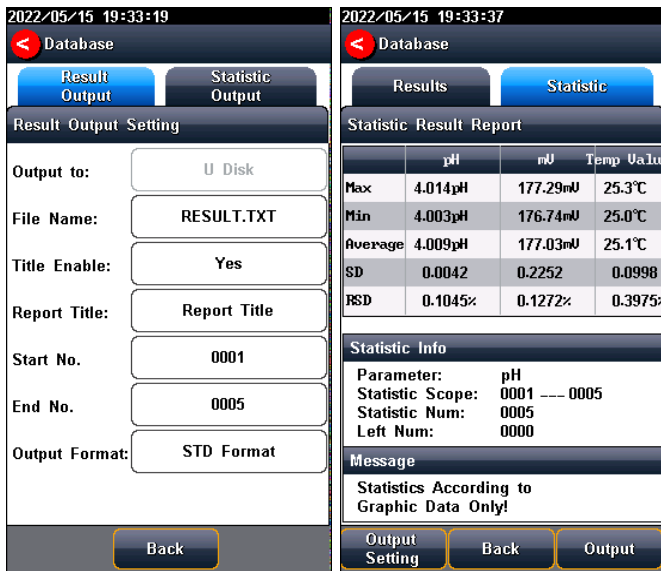 2022/05/15 19:33:19
< Database
Result Output
Statistic Output
Result Output Setting
Output to: U Disk
File Name: RESULT.TXT
Title Enable: Yes
Report Title: Report Title
Start No. 0001
End No. 0005
Output Format: STD Format
Back
2022/05/15 19:33:37
< Database
Results
Statistic
Statistic Result Report
pH mV Temp Valu
Max 4.014pH 177.29mV 25.3℃
Min 4.003pH 176.74mV 25.0℃
Average 4.009pH 177.03mV 25.1℃
SD 0.0042 0.2252 0.0998
RSD 0.1045% 0.1272% 0.3975%
Statistic Info
Parameter: pH
Statistic Scope: 0001 --- 0005
Statistic Num: 0005
Left Num: 0000
Message
Statistics According to
Graphic Data Only!
Output Setting
Back
Output